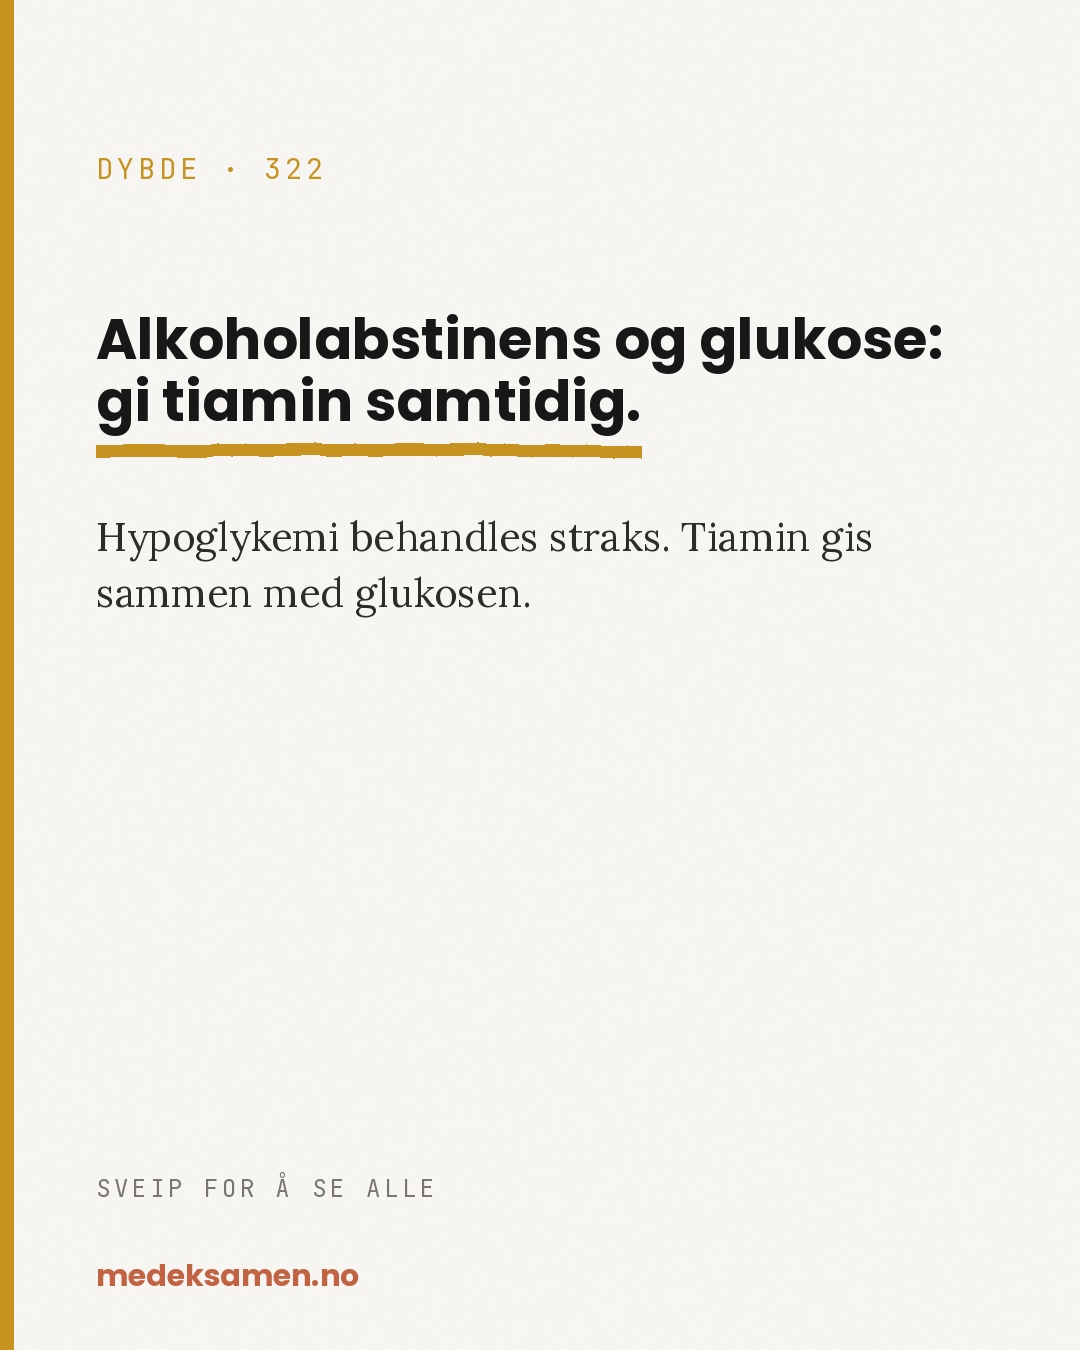 DYBDE · 322
Alkoholabstinens og glukose:
gi tiamin samtidig.
Hypoglykemi behandles straks. Tiamin gis
sammen med glukosen.
SVEIP FOR Å SE ALLE
medeksamen.no